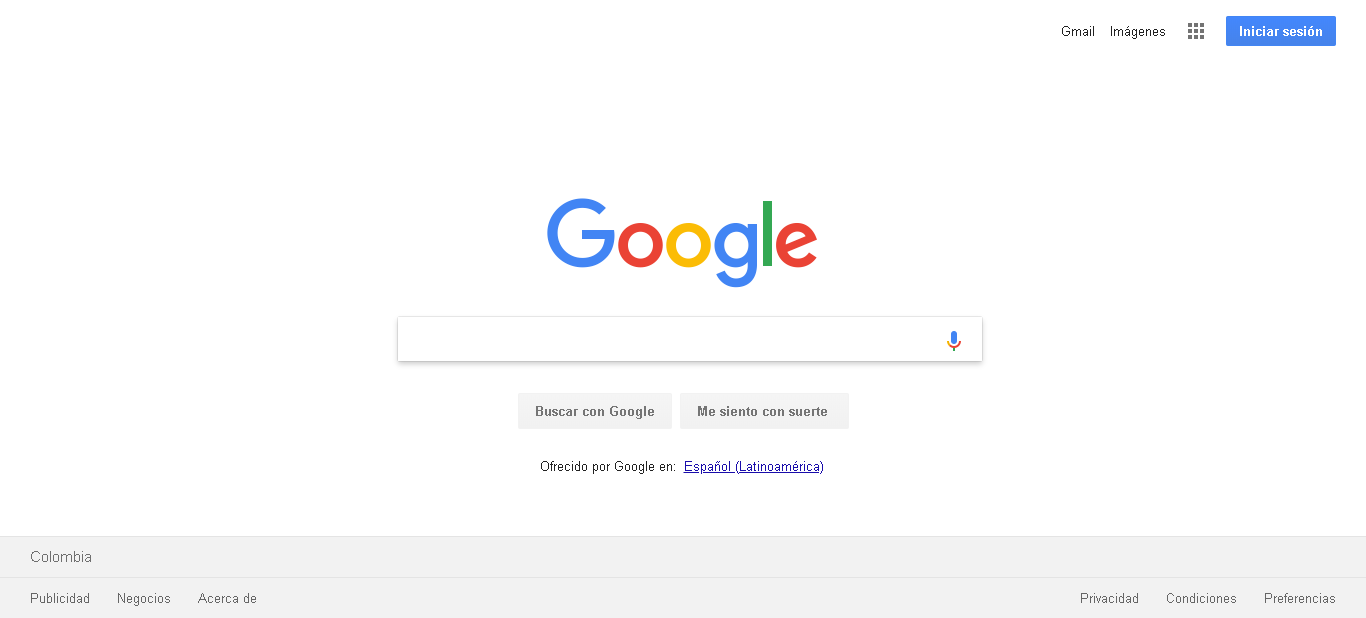 Gmail Imágenes Iniciar sesión
Google
Buscar con Google Me siento con suerte
Ofrecido por Google en: Español (Latinoamérica)
Colombia
Publicidad Negocios Acerca de Privacidad Condiciones Preferencias